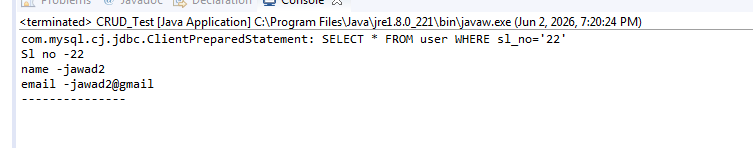 Problems @ Javadoc Declaration Console
<terminated> CRUD_Test [Java Application] C:\Program Files\Java\jre1.8.0_221\bin\javaw.exe (Jun 2, 2026, 7:20:24 PM)
com.mysql.cj.jdbc.ClientPreparedStatement: SELECT * FROM user WHERE sl_no='22'
Sl no -22
name -jawad2
email -jawad2@gmail
---------------